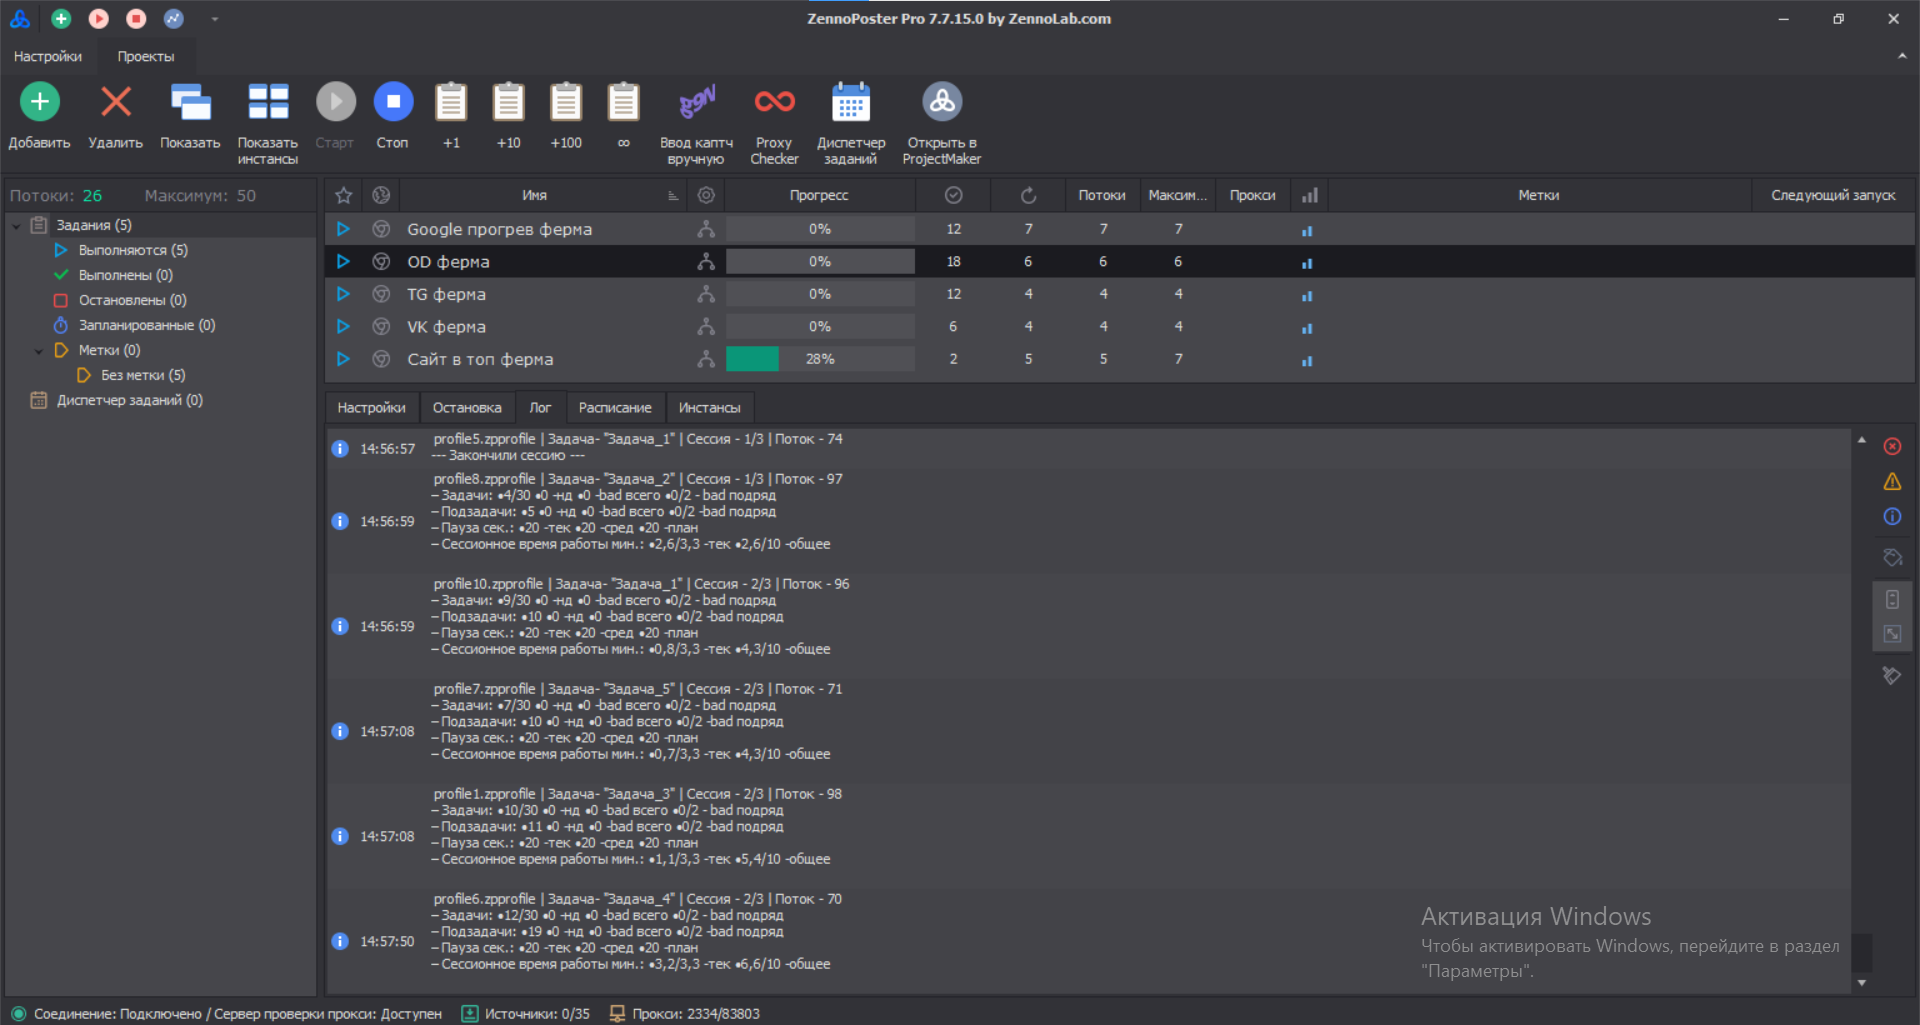 ZennoPoster Pro 7.7.15.0 by ZennoLab.com
Настройки Проекты
Добавить Удалить Показать Показать инстансы Старт Стоп +1 +10 +100 ∞ Ввод каптч вручную Proxy Checker Диспетчер заданий Открыть в ProjectMaker
Потоки: 26 Максимум: 50
Задания (5)
Выполняются (5)
Выполнены (0)
Остановлены (0)
Запланированные (0)
Метки (0)
Без метки (5)
Диспетчер заданий (0)
Имя Прогресс Потоки Максим... Прокси Метки Следующий запуск
Google прогрев ферма 0% 12 7 7 7
OD ферма 0% 18 6 6 6
TG ферма 0% 12 4 4 4
VK ферма 0% 6 4 4 4
Сайт в топ ферма 28% 2 5 5 7
Настройки Остановка Лог Расписание Инстансы
14:56:57 profile5.zpprofile | Задача- "Задача_1" | Сессия - 1/3 | Поток - 74
--- Закончили сессию ---
profile8.zpprofile | Задача- "Задача_2" | Сессия - 1/3 | Поток - 97
– Задачи: •4/30 •0 -нд •0 -bad всего •0/2 - bad подряд
14:56:59 – Подзадачи: •5 •0 -нд •0 -bad всего •0/2 -bad подряд
– Пауза сек.: •20 -тек •20 -сред •20 -план
– Сессионное время работы мин.: •2,6/3,3 -тек •2,6/10 -общее
profile10.zpprofile | Задача- "Задача_1" | Сессия - 2/3 | Поток - 96
– Задачи: •9/30 •0 -нд •0 -bad всего •0/2 - bad подряд
14:56:59 – Подзадачи: •10 •0 -нд •0 -bad всего •0/2 -bad подряд
– Пауза сек.: •20 -тек •20 -сред •20 -план
– Сессионное время работы мин.: •0,8/3,3 -тек •4,3/10 -общее
profile7.zpprofile | Задача- "Задача_5" | Сессия - 2/3 | Поток - 71
– Задачи: •7/30 •0 -нд •0 -bad всего •0/2 - bad подряд
14:57:08 – Подзадачи: •10 •0 -нд •0 -bad всего •0/2 -bad подряд
– Пауза сек.: •20 -тек •20 -сред •20 -план
– Сессионное время работы мин.: •0,7/3,3 -тек •4,3/10 -общее
profile1.zpprofile | Задача- "Задача_3" | Сессия - 2/3 | Поток - 98
– Задачи: •10/30 •0 -нд •0 -bad всего •0/2 - bad подряд
14:57:08 – Подзадачи: •11 •0 -нд •0 -bad всего •0/2 -bad подряд
– Пауза сек.: •20 -тек •20 -сред •20 -план
– Сессионное время работы мин.: •1,1/3,3 -тек •5,4/10 -общее
profile6.zpprofile | Задача- "Задача_4" | Сессия - 2/3 | Поток - 70
– Задачи: •12/30 •0 -нд •0 -bad всего •0/2 - bad подряд
14:57:50 – Подзадачи: •19 •0 -нд •0 -bad всего •0/2 -bad подряд
– Пауза сек.: •20 -тек •20 -сред •20 -план
– Сессионное время работы мин.: •3,2/3,3 -тек •6,6/10 -общее
Активация Windows
Чтобы активировать Windows, перейдите в раздел
"Параметры".
Соединение: Подключено / Сервер проверки прокси: Доступен Источники: 0/35 Прокси: 2334/83803